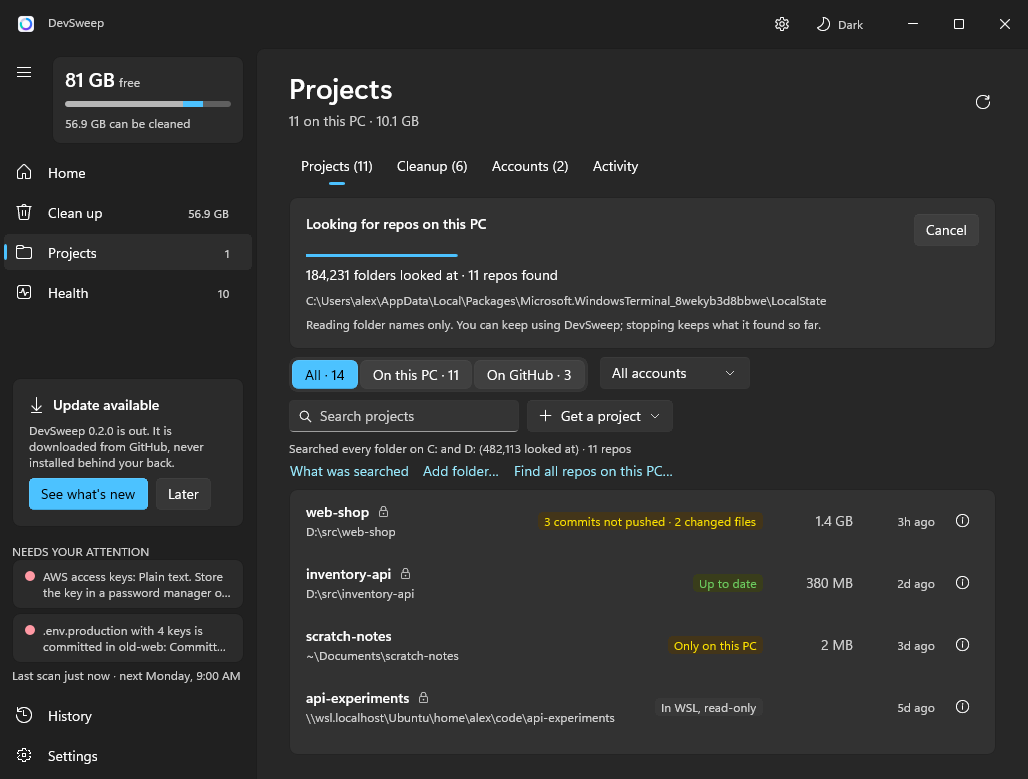 DevSweep
Dark
81 GB free
56.9 GB can be cleaned
Home
Clean up 56.9 GB
Projects 1
Health 10
Update available
DevSweep 0.2.0 is out. It is
downloaded from GitHub, never
installed behind your back.
See what's new
Later
NEEDS YOUR ATTENTION
AWS access keys: Plain text. Store
the key in a password manager o...
.env.production with 4 keys is
committed in old-web: Committ...
Last scan just now · next Monday, 9:00 AM
History
Settings
Projects
11 on this PC · 10.1 GB
Projects (11)
Cleanup (6)
Accounts (2)
Activity
Looking for repos on this PC
Cancel
184,231 folders looked at · 11 repos found
C:\Users\alex\AppData\Local\Packages\Microsoft.WindowsTerminal_8wekyb3d8bbwe\LocalState
Reading folder names only. You can keep using DevSweep; stopping keeps what it found so far.
All · 14
On this PC · 11
On GitHub · 3
All accounts
Search projects
Get a project
Searched every folder on C: and D: (482,113 looked at) · 11 repos
What was searched
Add folder...
Find all repos on this PC...
web-shop
D:\src\web-shop
3 commits not pushed · 2 changed files
1.4 GB
3h ago
inventory-api
D:\src\inventory-api
Up to date
380 MB
2d ago
scratch-notes
~\Documents\scratch-notes
Only on this PC
2 MB
3d ago
api-experiments
\\wsl.localhost\Ubuntu\home\alex\code\api-experiments
In WSL, read-only
5d ago